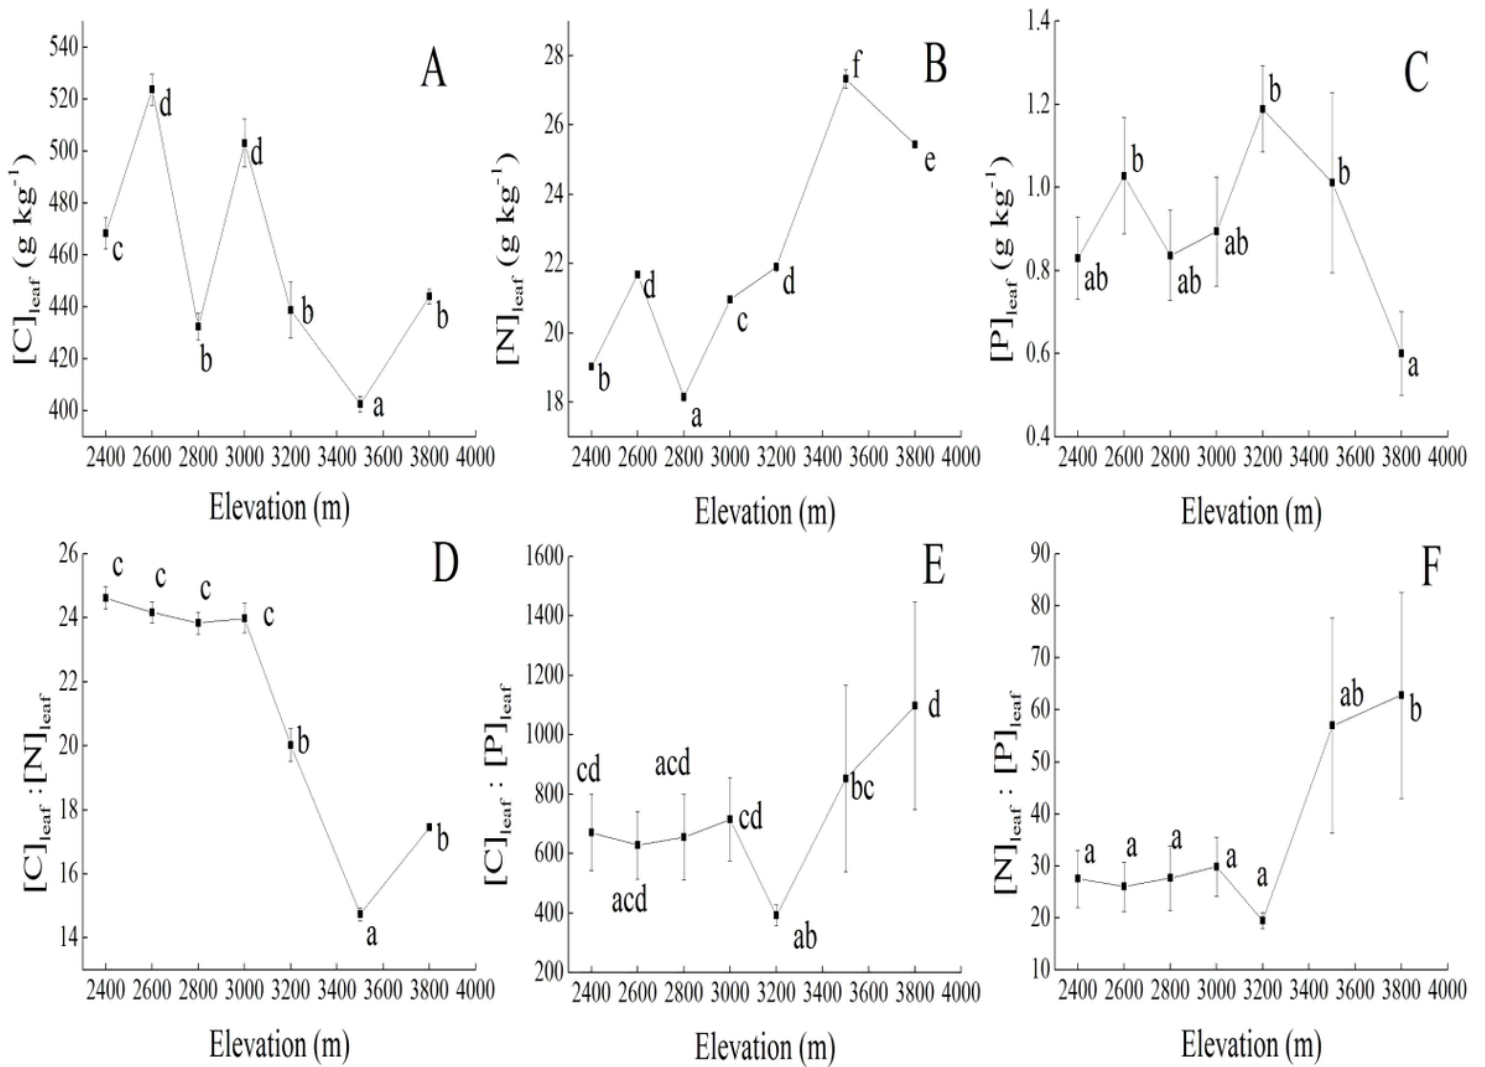 A
[C]leaf (g kg⁻¹)
540
520
500
480
460
440
420
400
c
d
b
d
b
a
b
2400 2600 2800 3000 3200 3400 3600 3800 4000
Elevation (m)
B
[N]leaf (g kg⁻¹)
28
26
24
22
20
18
b
d
a
c
d
f
e
2400 2600 2800 3000 3200 3400 3600 3800 4000
Elevation (m)
C
[P]leaf (g kg⁻¹)
1.4
1.2
1.0
0.8
0.6
0.4
ab
b
ab
ab
b
b
a
2400 2600 2800 3000 3200 3400 3600 3800 4000
Elevation (m)
D
[C]leaf :[N]leaf
26
24
22
20
18
16
14
c
c
c
c
b
a
b
2400 2600 2800 3000 3200 3400 3600 3800 4000
Elevation (m)
E
[C]leaf : [P]leaf
1600
1400
1200
1000
800
600
400
200
cd
acd
acd
cd
ab
bc
d
2400 2600 2800 3000 3200 3400 3600 3800 4000
Elevation (m)
F
[N]leaf : [P]leaf
90
80
70
60
50
40
30
20
10
a
a
a
a
a
ab
b
2400 2600 2800 3000 3200 3400 3600 3800 4000
Elevation (m)